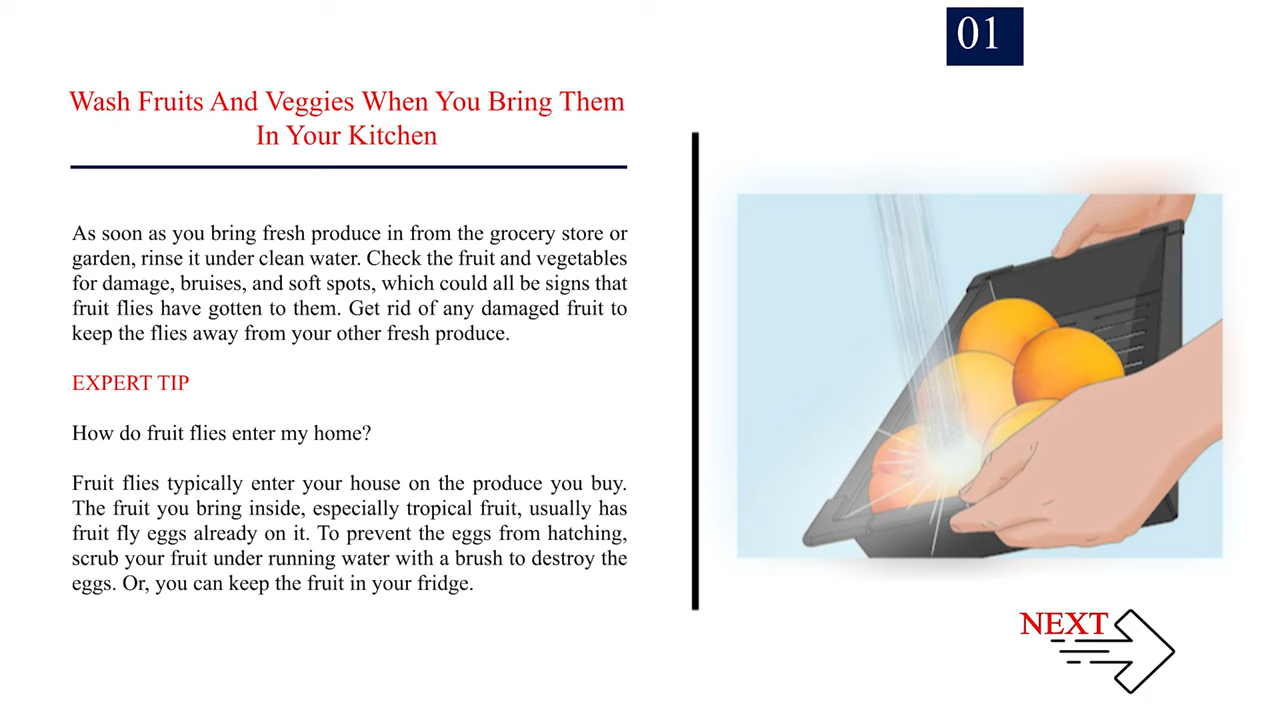 01
Wash Fruits And Veggies When You Bring Them
In Your Kitchen
As soon as you bring fresh produce in from the grocery store or
garden, rinse it under clean water. Check the fruit and vegetables
for damage, bruises, and soft spots, which could all be signs that
fruit flies have gotten to them. Get rid of any damaged fruit to
keep the flies away from your other fresh produce.
EXPERT TIP
How do fruit flies enter my home?
Fruit flies typically enter your house on the produce you buy.
The fruit you bring inside, especially tropical fruit, usually has
fruit fly eggs already on it. To prevent the eggs from hatching,
scrub your fruit under running water with a brush to destroy the
eggs. Or, you can keep the fruit in your fridge.
NEXT